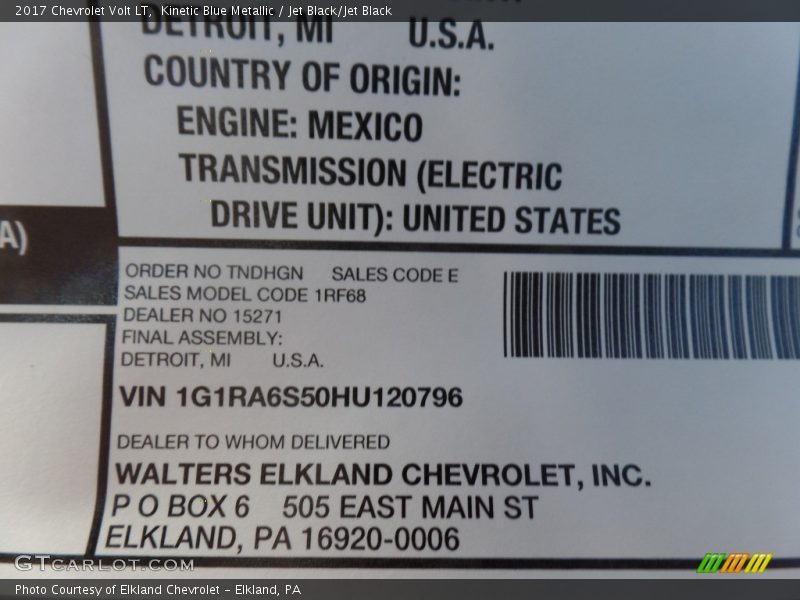 2017 Chevrolet Volt LT, Kinetic Blue Metallic / Jet Black/Jet Black
DETROIT, MI U.S.A.
COUNTRY OF ORIGIN:
ENGINE: MEXICO
TRANSMISSION (ELECTRIC
DRIVE UNIT): UNITED STATES
A)
ORDER NO TNDHGN SALES CODE E
SALES MODEL CODE 1RF68
DEALER NO 15271
FINAL ASSEMBLY:
DETROIT, MI U.S.A.
VIN 1G1RA6S50HU120796
DEALER TO WHOM DELIVERED
WALTERS ELKLAND CHEVROLET, INC.
P O BOX 6 505 EAST MAIN ST
ELKLAND, PA 16920-0006
GTCARLOT.COM
Photo Courtesy of Elkland Chevrolet – Elkland, PA